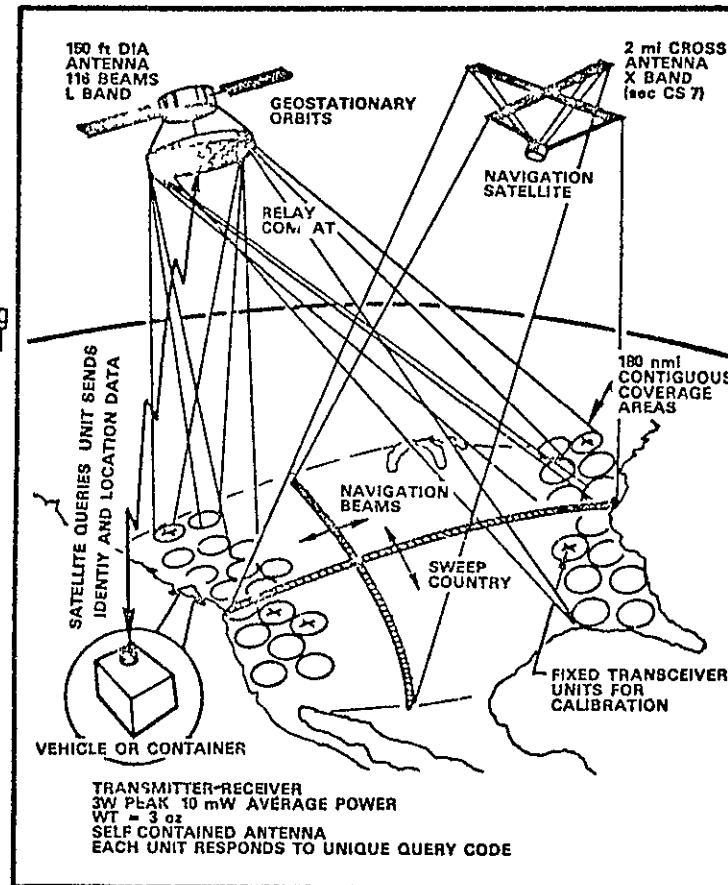 150 ft DIA
ANTENNA
116 BEAMS
L BAND
GEOSTATIONARY
ORBITS
2 mi CROSS
ANTENNA
X BAND
(sec CS 7)
NAVIGATION
SATELLITE
RELAY
180 nmi
CONTIGUOUS
COVERAGE
AREAS
SATELLITE QUERIES UNIT SENDS
IDENTIY AND LOCATION DATA
NAVIGATION
BEAMS
SWEEP
COUNTRY
FIXED TRANSCEIVER
UNITS FOR
CALIBRATION
VEHICLE OR CONTAINER
TRANSMITTER-RECEIVER
3W PEAK 10 mW AVERAGE POWER
WT = 3 oz
SELF CONTAINED ANTENNA
EACH UNIT RESPONDS TO UNIQUE QUERY CODE